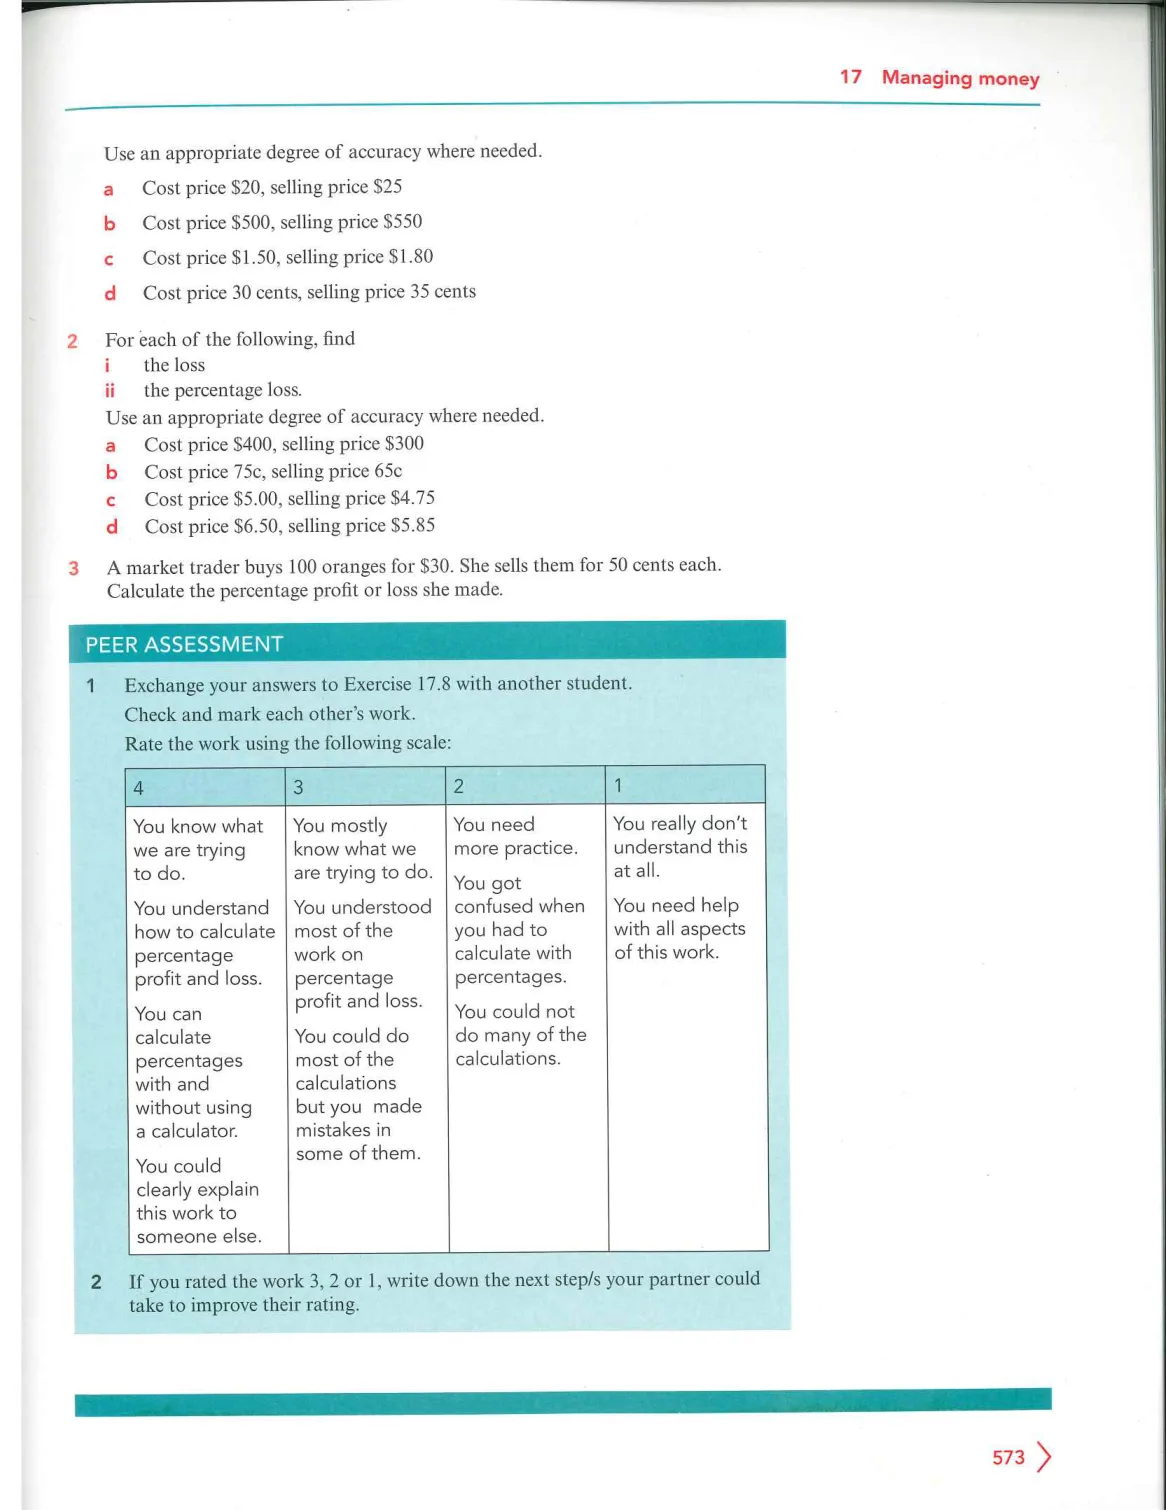 17 Managing money
Use an appropriate degree of accuracy where needed.
a Cost price $20, selling price $25
b Cost price $500, selling price $550
c Cost price $1.50, selling price $1.80
d Cost price 30 cents, selling price 35 cents
2 For each of the following, find
i the loss
ii the percentage loss.
Use an appropriate degree of accuracy where needed.
a Cost price $400, selling price $300
b Cost price 75c, selling price 65c
c Cost price $5.00, selling price $4.75
d Cost price $6.50, selling price $5.85
3 A market trader buys 100 oranges for $30. She sells them for 50 cents each.
Calculate the percentage profit or loss she made.
PEER ASSESSMENT
1 Exchange your answers to Exercise 17.8 with another student.
Check and mark each other's work.
Rate the work using the following scale:
4
You know what
we are trying
to do.
You understand
how to calculate
percentage
profit and loss.
You can
calculate
percentages
with and
without using
a calculator.
You could
clearly explain
this work to
someone else.
3
You mostly
know what we
are trying to do.
You understood
most of the
work on
percentage
profit and loss.
You could do
most of the
calculations
but you made
mistakes in
some of them.
2
You need
more practice.
You got
confused when
you had to
calculate with
percentages.
You could not
do many of the
calculations.
1
You really don't
understand this
at all.
You need help
with all aspects
of this work.
2 If you rated the work 3, 2 or 1, write down the next step/s your partner could
take to improve their rating.
573